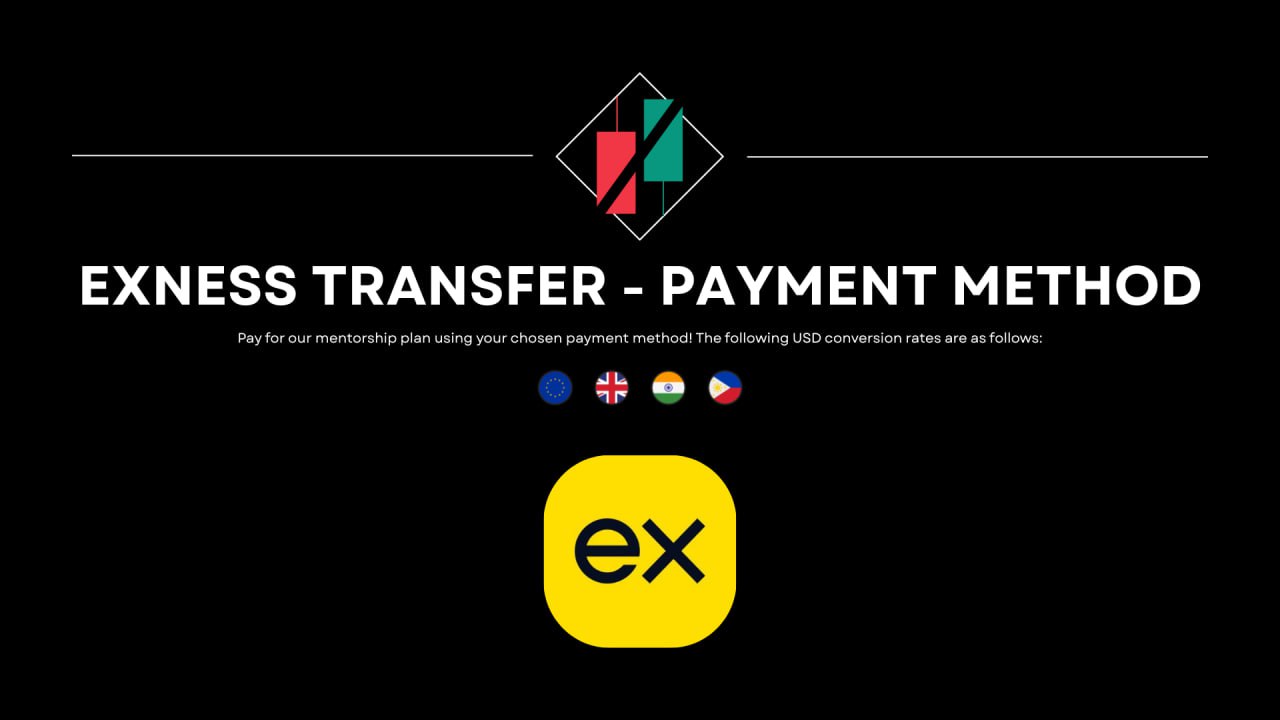 EXNESS TRANSFER - PAYMENT METHOD
Pay for our mentorship plan using your chosen payment method! The following USD conversion rates are as follows:
ex